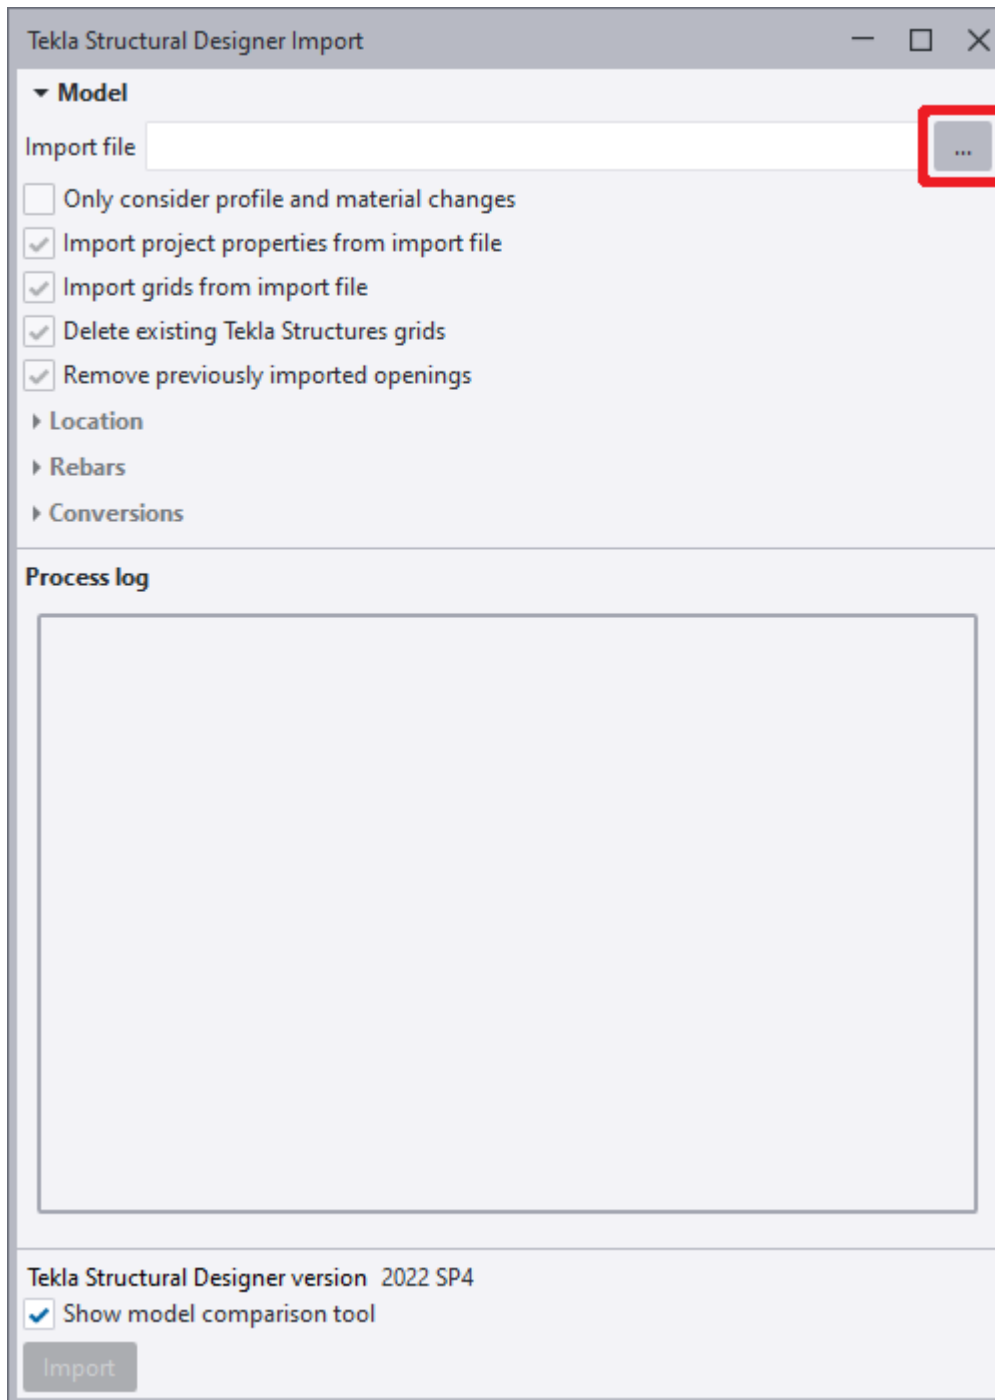 Tekla Structural Designer Import
Model
Import file
...
Only consider profile and material changes
Import project properties from import file
Import grids from import file
Delete existing Tekla Structures grids
Remove previously imported openings
Location
Rebars
Conversions
Process log
Tekla Structural Designer version 2022 SP4
Show model comparison tool
Import